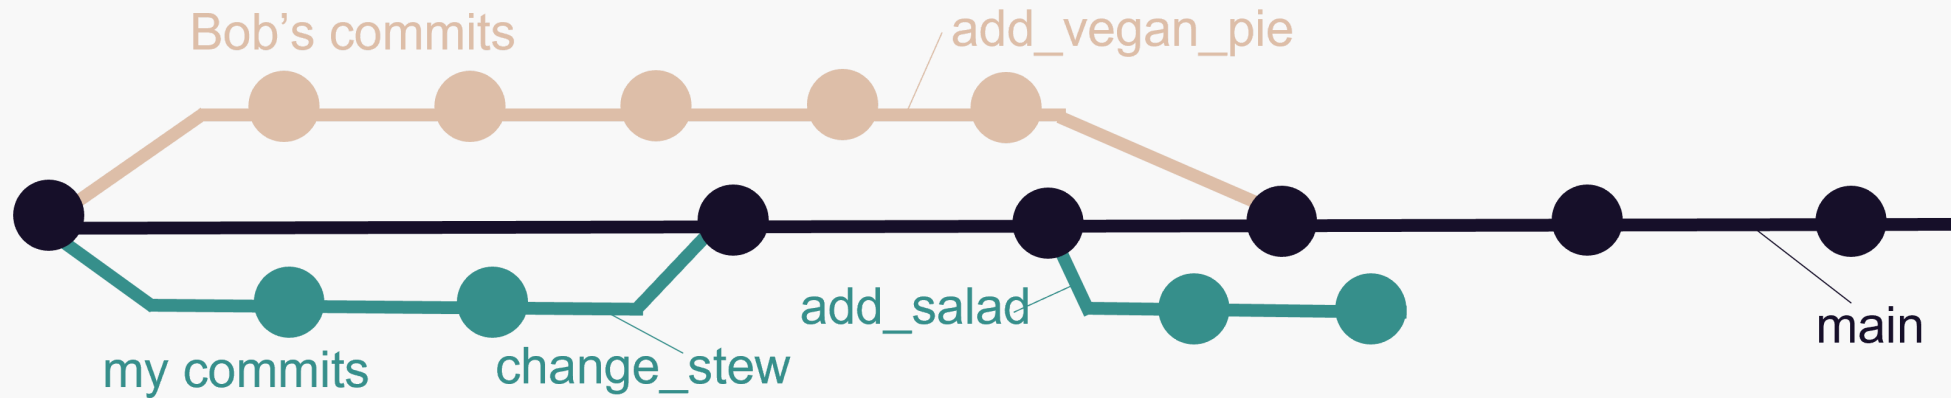 Bob’s commits
add_vegan_pie
add_salad
my commits
change_stew
main